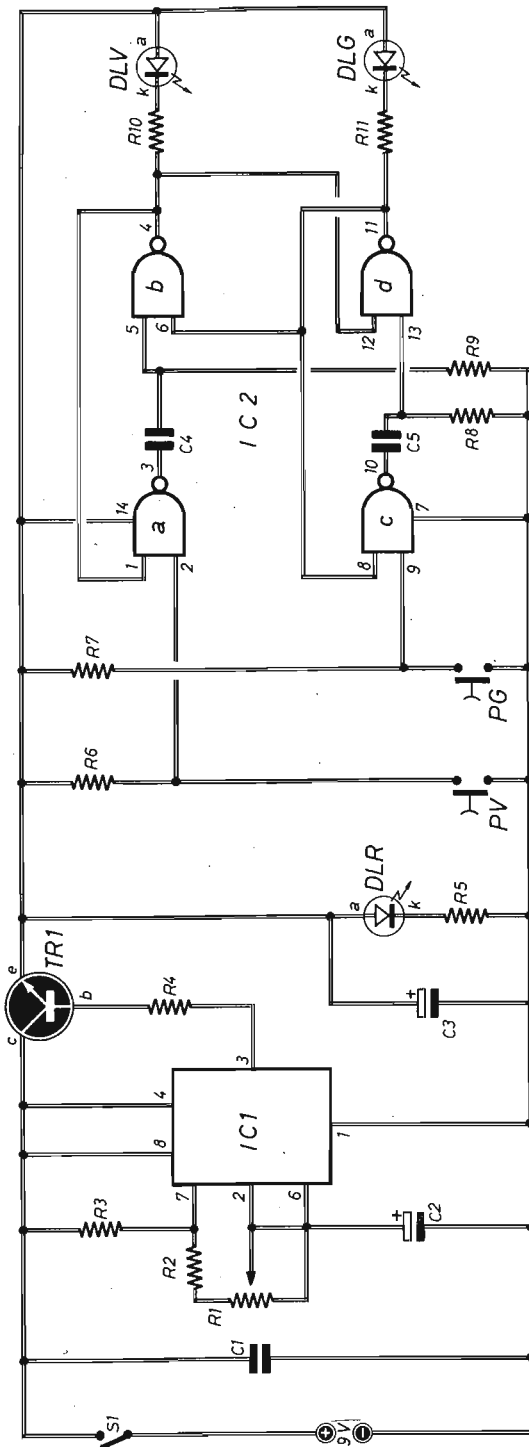 S1
+
9V
−
C1
R1
R2
R3
7
2
6
8
4
IC1
3
1
+
C2
R4
c
e
b
TR1
+
C3
a
DLR
k
R5
R6
PV
R7
PG
1
2
14
a
3
C4
8
9
7
c
10
C5
IC2
R8
R9
5
6
b
4
12
13
d
11
R10
R11
DLV
k
a
DLG
k
a